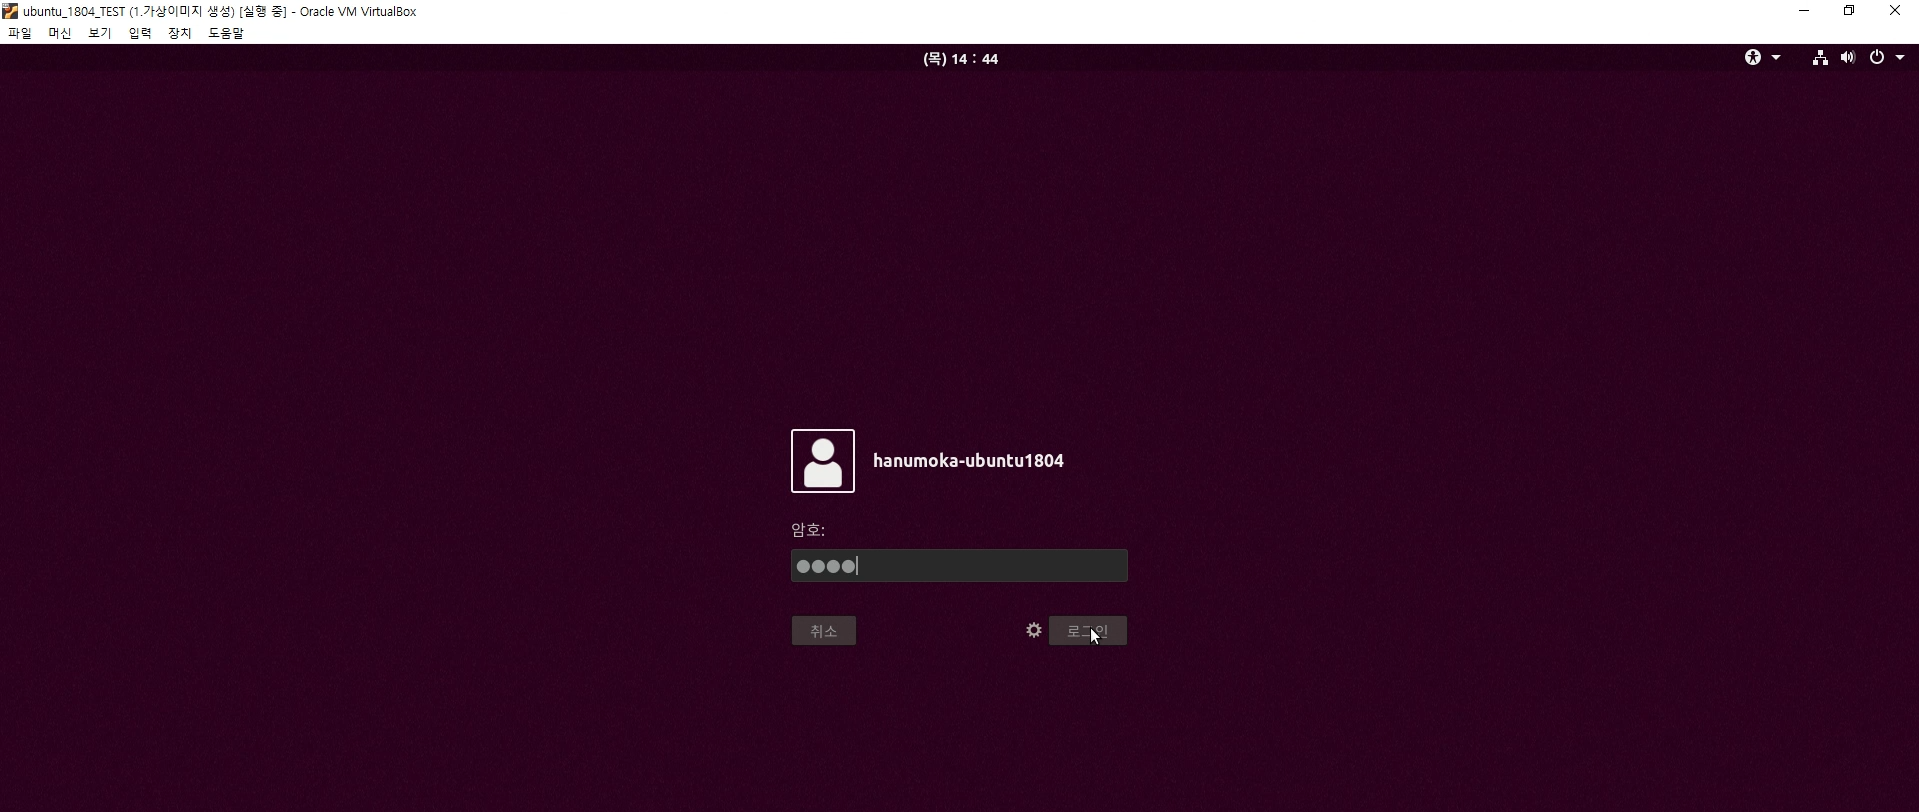 ubuntu_1804_TEST (1.가상이미지 생성) [실행 중] - Oracle VM VirtualBox
파일 머신 보기 입력 장치 도움말
(목) 14 : 44
hanumoka-ubuntu1804
암호:
취소 로그인